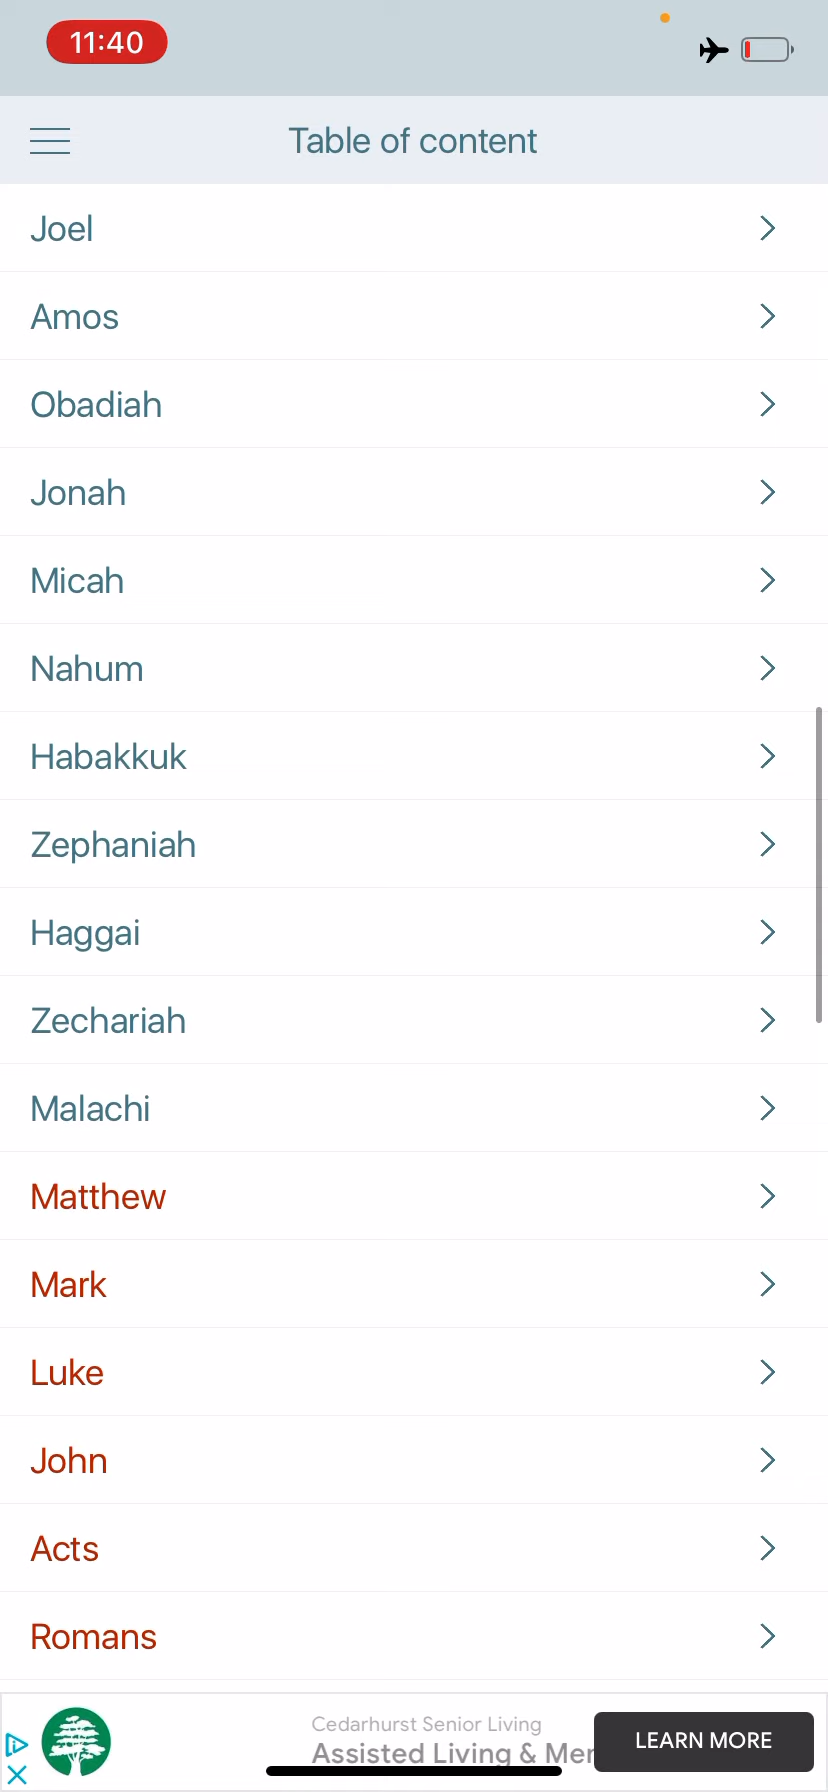 11:40
Table of content
Joel
Amos
Obadiah
Jonah
Micah
Nahum
Habakkuk
Zephaniah
Haggai
Zechariah
Malachi
Matthew
Mark
Luke
John
Acts
Romans
Cedarhurst Senior Living
Assisted Living & Mer
LEARN MORE